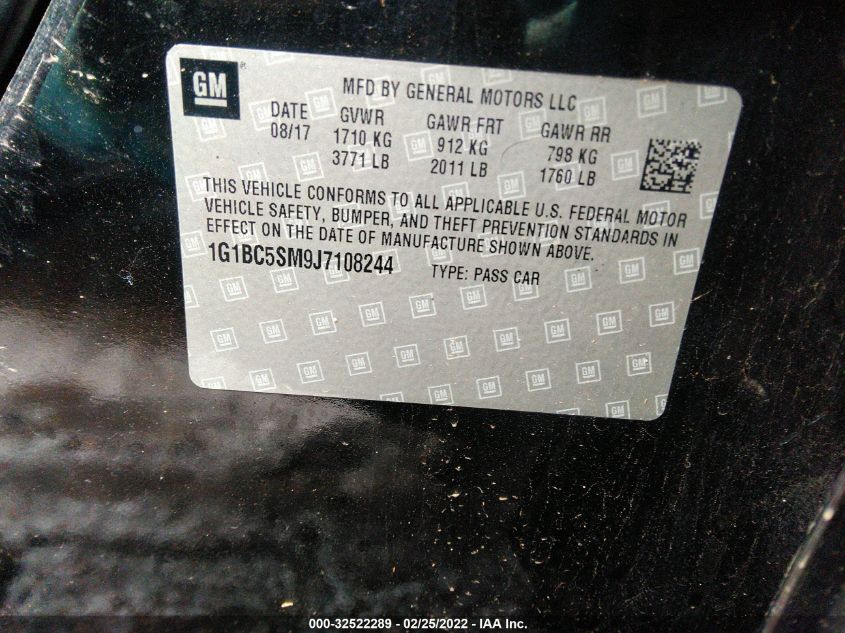 GM
MFD BY GENERAL MOTORS LLC
DATE GVWR GAWR FRT GAWR RR
08/17 1710 KG 912 KG 798 KG
3771 LB 2011 LB 1760 LB
THIS VEHICLE CONFORMS TO ALL APPLICABLE U.S. FEDERAL MOTOR
VEHICLE SAFETY, BUMPER, AND THEFT PREVENTION STANDARDS IN
EFFECT ON THE DATE OF MANUFACTURE SHOWN ABOVE.
1G1BC5SM9J7108244 TYPE: PASS CAR
000-32522289 - 02/25/2022 - IAA Inc.